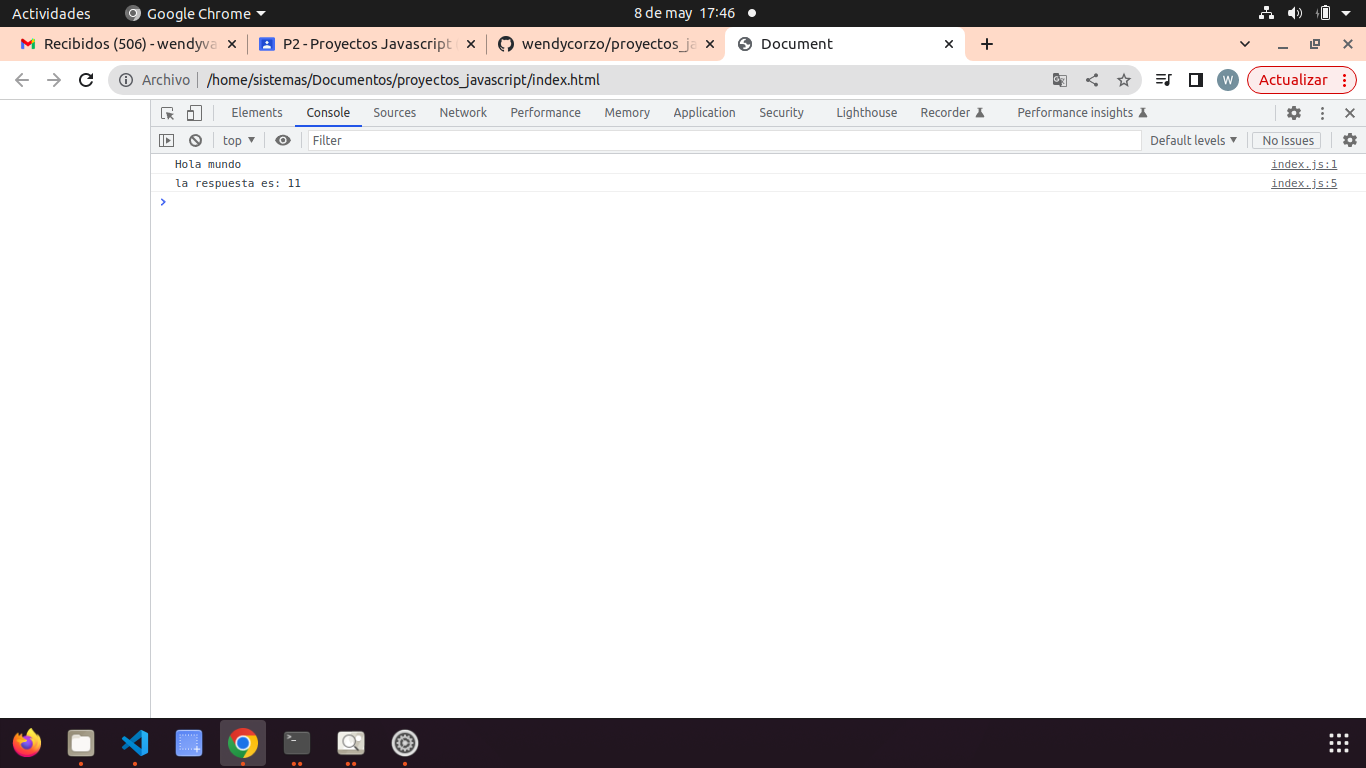 Actividades
Google Chrome
8 de may 17:46
Recibidos (506) - wendyva
P2 - Proyectos Javascript
wendycorzo/proyectos_ja
Document
Archivo
/home/sistemas/Documentos/proyectos_javascript/index.html
W
Actualizar
Elements Console Sources Network Performance Memory Application Security Lighthouse Recorder Performance insights
top
Filter
Default levels
No Issues
Hola mundo
index.js:1
la respuesta es: 11
index.js:5